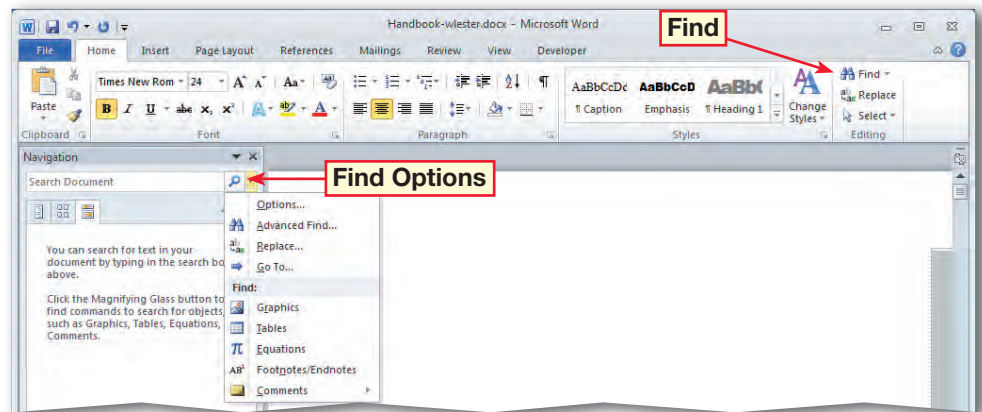 Handbook-wlester.docx - Microsoft Word
Find
File Home Insert Page Layout References Mailings Review View Developer
Times New Rom 24 A A Aa
Find
Replace
Select
Paste
B I U abc x, x² A ab A
AaBbCcDc AaBbCcD AaBb(
¶ Caption Emphasis ¶ Heading 1
Change
Styles
Clipboard Font Paragraph Styles Editing
Navigation
Search Document
Find Options
Options...
Advanced Find...
Replace...
Go To...
Find:
Graphics
Tables
Equations
Footnotes/Endnotes
Comments
You can search for text in your
document by typing in the search bo
above.
Click the Magnifying Glass button to
find commands to search for objects
such as Graphics, Tables, Equations,
Comments.